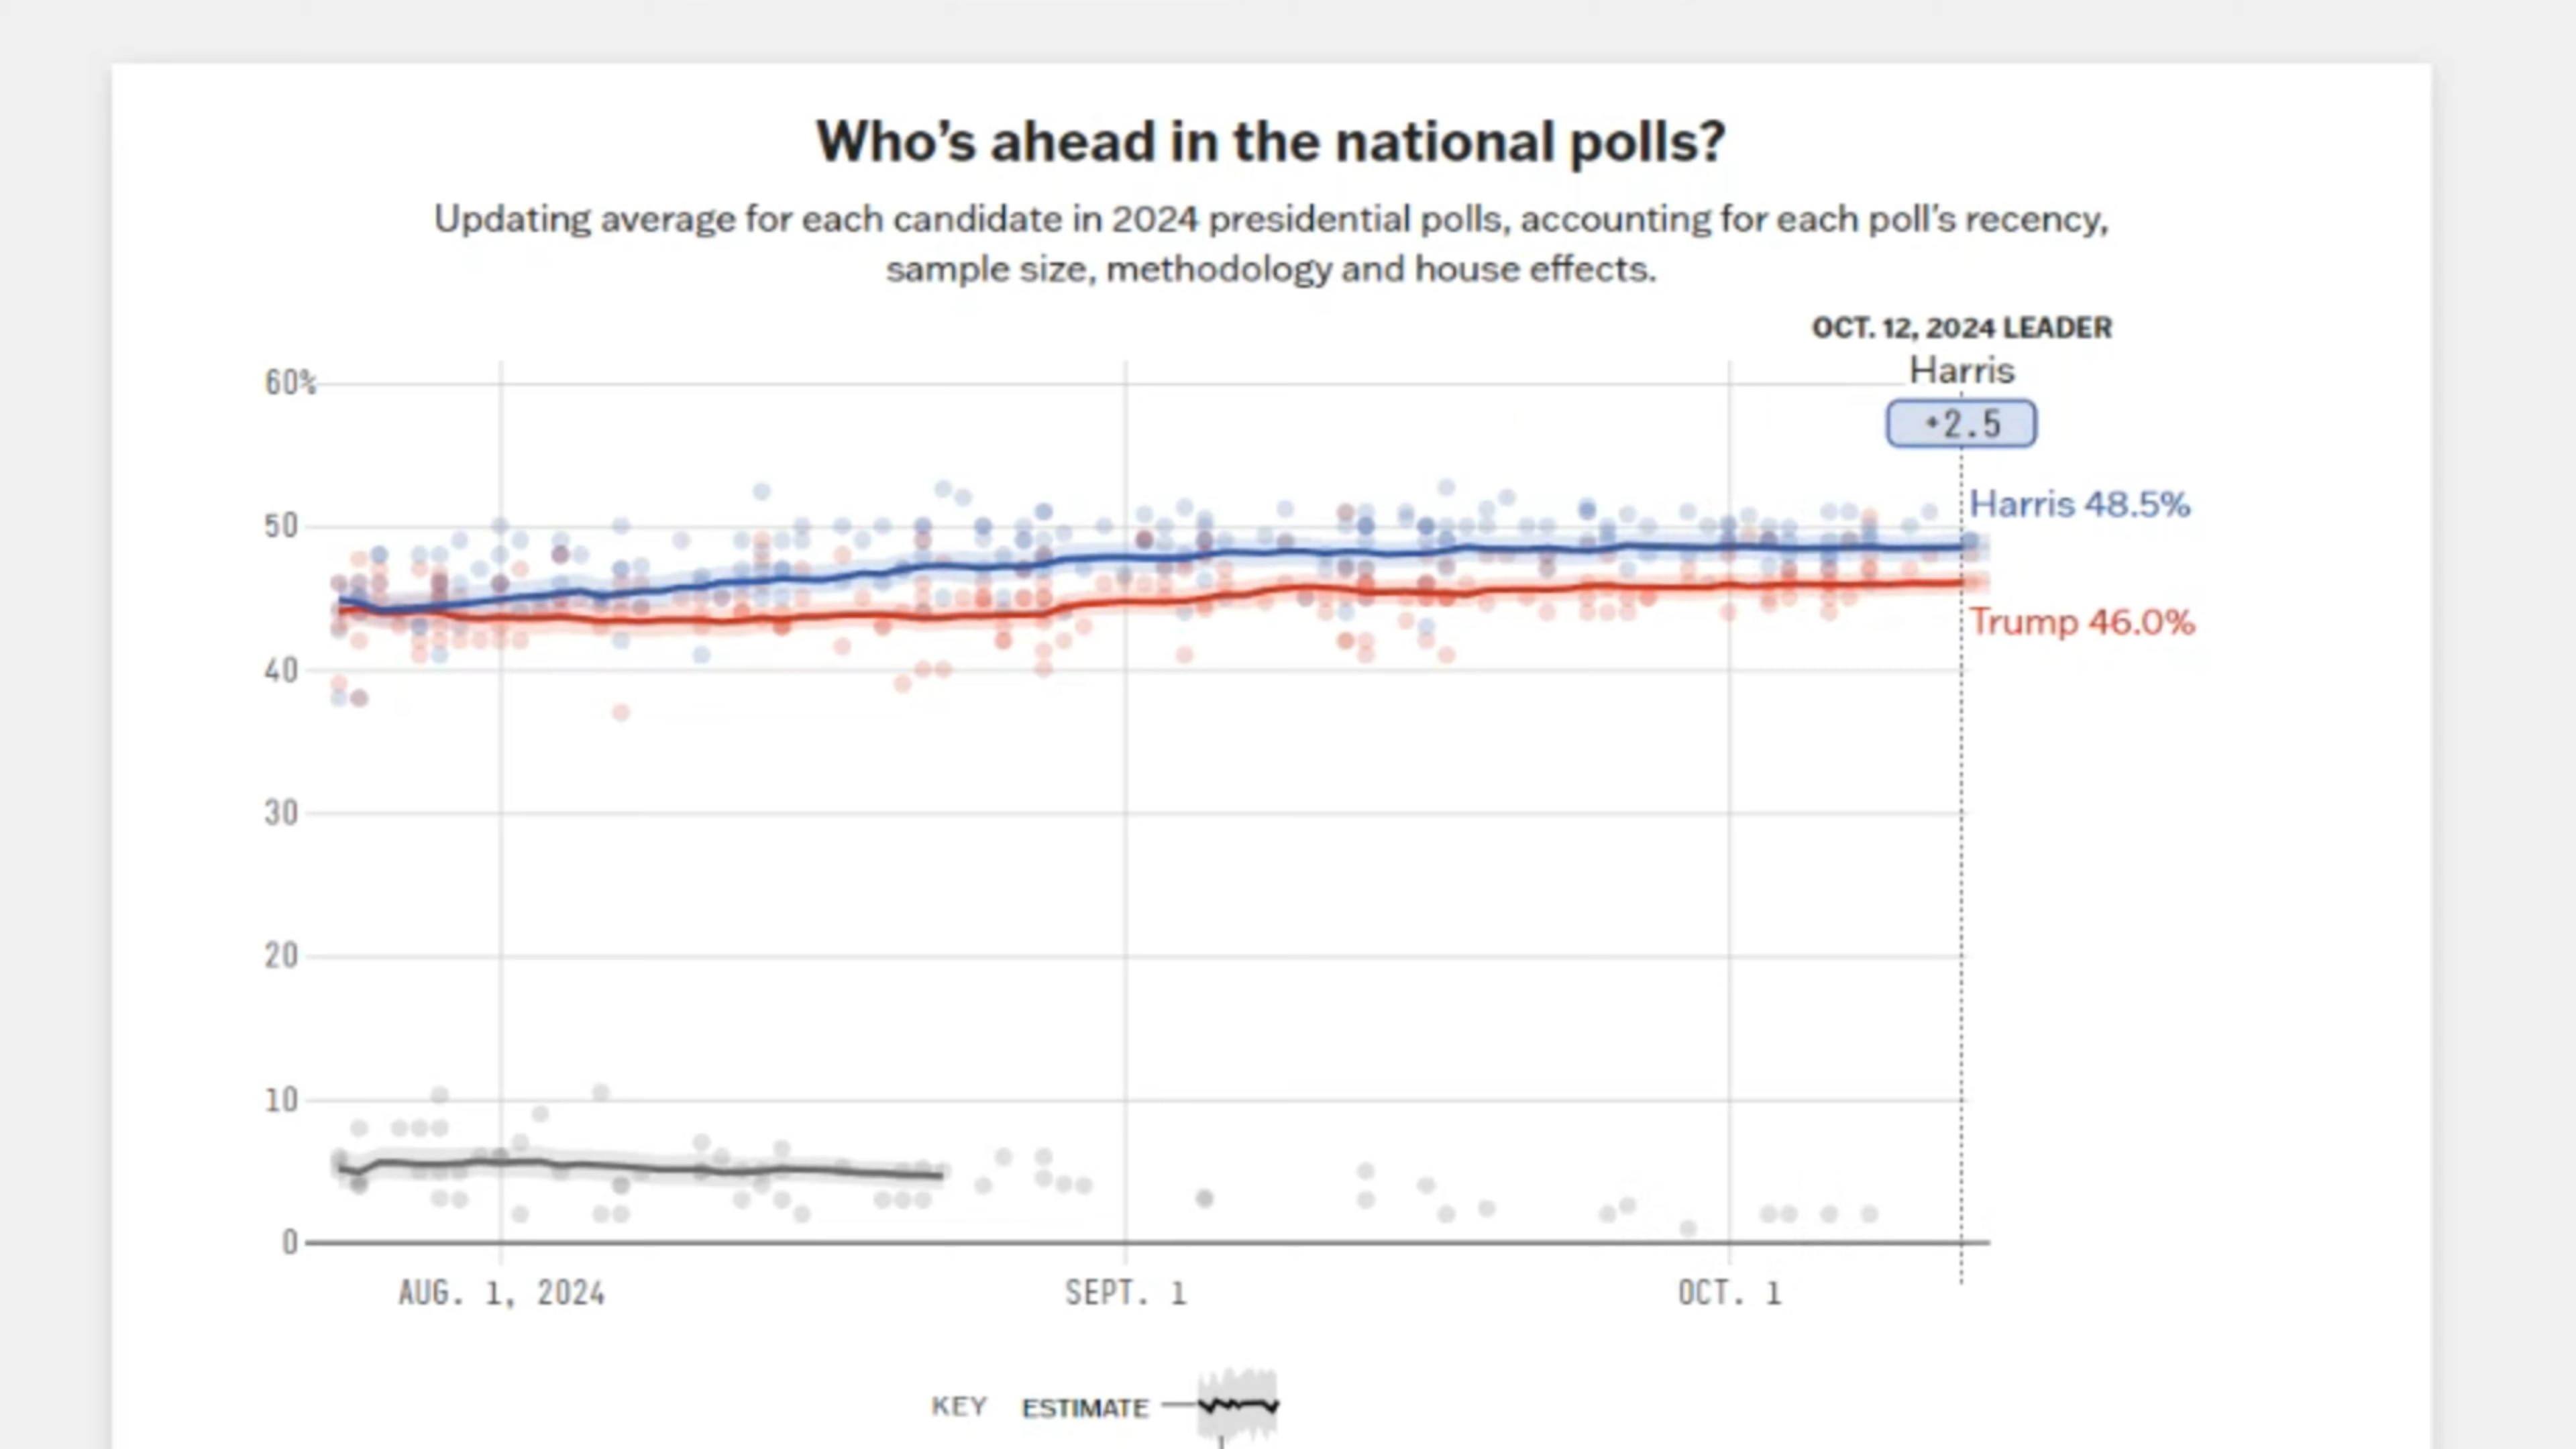 Who's ahead in the national polls?
Updating average for each candidate in 2024 presidential polls, accounting for each poll's recency,
sample size, methodology and house effects.
OCT. 12, 2024 LEADER
Harris
+2.5
60%
50
40
30
20
10
0
Harris 48.5%
Trump 46.0%
AUG. 1, 2024
SEPT. 1
OCT. 1
KEY ESTIMATE